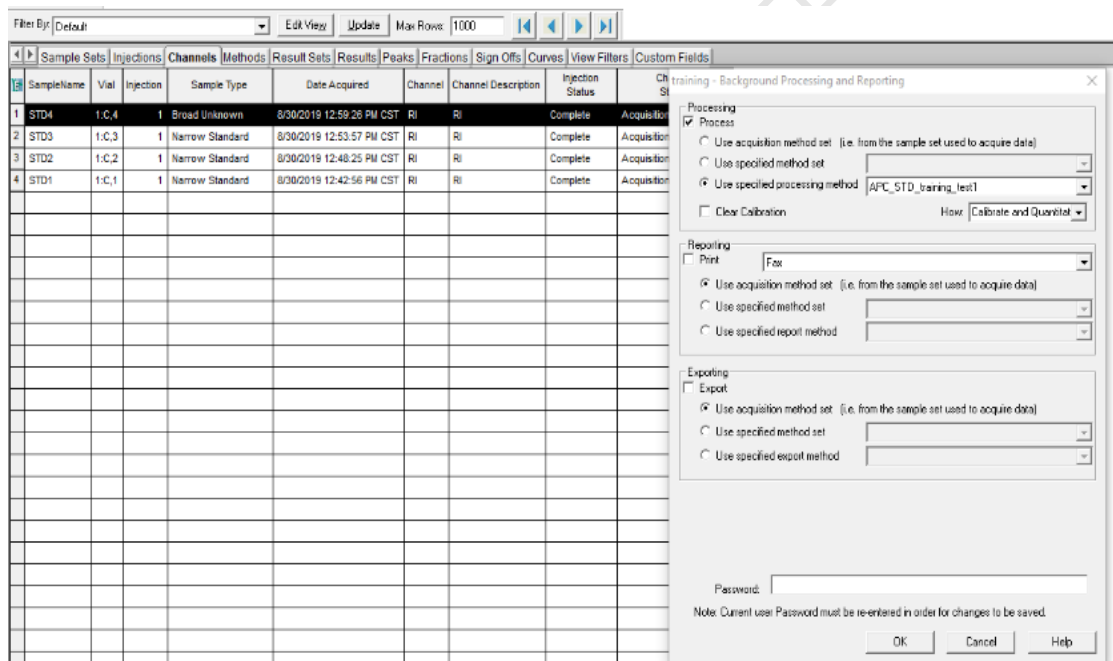 Filter By: Default Edit View Update Max Rows: 1000
Sample Sets Injections Channels Methods Result Sets Results Peaks Fractions Sign Offs Curves View Filters Custom Fields
SampleName Vial Injection Sample Type Date Acquired Channel Channel Description Injection Status Ch St
1 STD4 1:C,4 1 Broad Unknown 8/30/2019 12:59:26 PM CST RI RI Complete Acquisition
2 STD3 1:C,3 1 Narrow Standard 8/30/2019 12:53:57 PM CST RI RI Complete Acquisition
3 STD2 1:C,2 1 Narrow Standard 8/30/2019 12:48:25 PM CST RI RI Complete Acquisition
4 STD1 1:C,1 1 Narrow Standard 8/30/2019 12:42:56 PM CST RI RI Complete Acquisition
training - Background Processing and Reporting
Processing
Process
Use acquisition method set (i.e. from the sample set used to acquire data)
Use specified method set
Use specified processing method APC_STD_training_test1
Clear Calibration How: Calibrate and Quantitat
Reporting
Print Fax
Use acquisition method set (i.e. from the sample set used to acquire data)
Use specified method set
Use specified report method
Exporting
Export
Use acquisition method set (i.e. from the sample set used to acquire data)
Use specified method set
Use specified export method
Password:
Note: Current user Password must be re-entered in order for changes to be saved.
OK Cancel Help